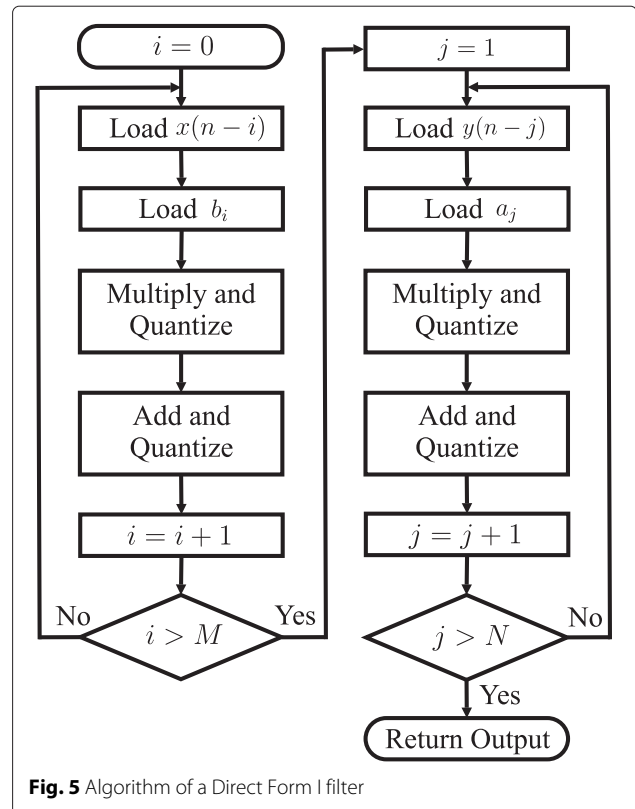 i = 0
Load x(n − i)
Load b_i
Multiply and
Quantize
Add and
Quantize
i = i + 1
No
i > M
Yes
j = 1
Load y(n − j)
Load a_j
Multiply and
Quantize
Add and
Quantize
j = j + 1
j > N
No
Yes
Return Output
Fig. 5 Algorithm of a Direct Form I filter